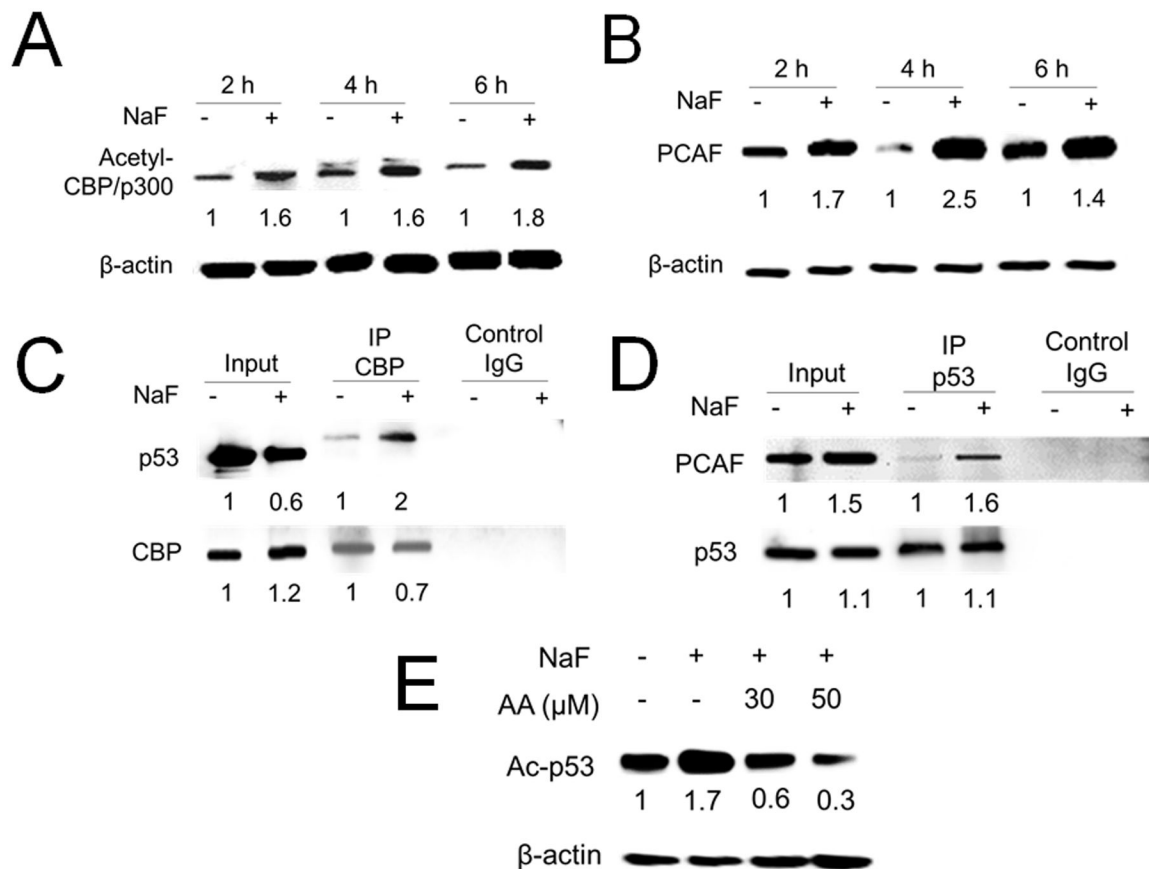 A
2 h 4 h 6 h
NaF - + - + - +
Acetyl-
CBP/p300
1 1.6 1 1.6 1 1.8
β-actin
B
2 h 4 h 6 h
NaF - + - + - +
PCAF
1 1.7 1 2.5 1 1.4
β-actin
C
Input IP CBP Control IgG
NaF - + - + - +
p53
1 0.6 1 2
CBP
1 1.2 1 0.7
D
Input IP p53 Control IgG
NaF - + - + - +
PCAF
1 1.5 1 1.6
p53
1 1.1 1 1.1
E
NaF - + + +
AA (μM) - - 30 50
Ac-p53
1 1.7 0.6 0.3
β-actin